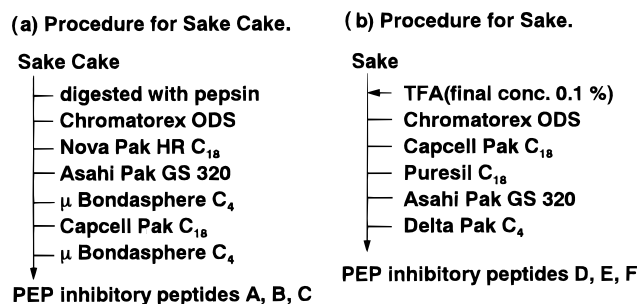 (a) Procedure for Sake Cake.
Sake Cake
digested with pepsin
Chromatorex ODS
Nova Pak HR C₁₈
Asahi Pak GS 320
μ Bondasphere C₄
Capcell Pak C₁₈
μ Bondasphere C₄
PEP inhibitory peptides A, B, C
(b) Procedure for Sake.
Sake
TFA(final conc. 0.1 %)
Chromatorex ODS
Capcell Pak C₁₈
Puresil C₁₈
Asahi Pak GS 320
Delta Pak C₄
PEP inhibitory peptides D, E, F